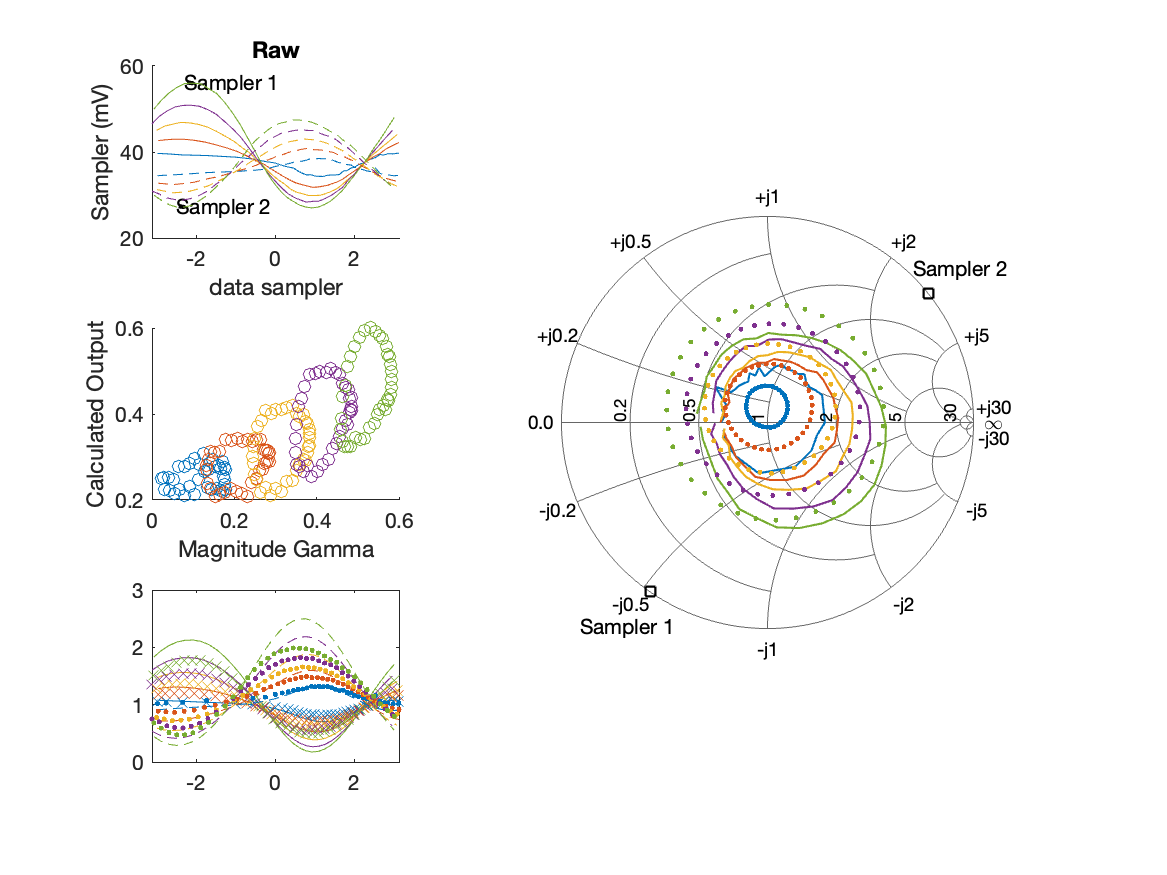 Raw
60
Sampler 1
Sampler (mV)
40
Sampler 2
20
-2
0
2
data sampler
0.6
Calculated Output
0.4
0.2
0
0.2
0.4
0.6
Magnitude Gamma
3
2
1
0
-2
0
2
+j1
+j0.5
+j2
Sampler 2
+j0.2
+j5
0.0
0.2
0.5
1
2
5
30
+j30
∞
-j30
-j0.2
-j5
-j0.5
-j2
Sampler 1
-j1